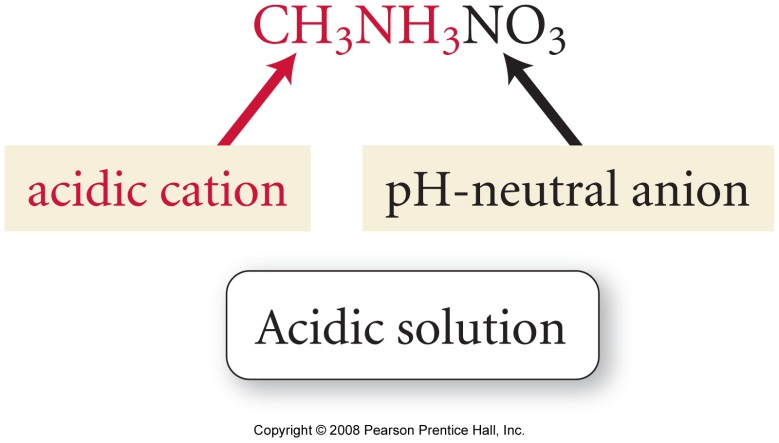 CH₃NH₃NO₃
acidic cation
pH-neutral anion
Acidic solution
Copyright © 2008 Pearson Prentice Hall, Inc.